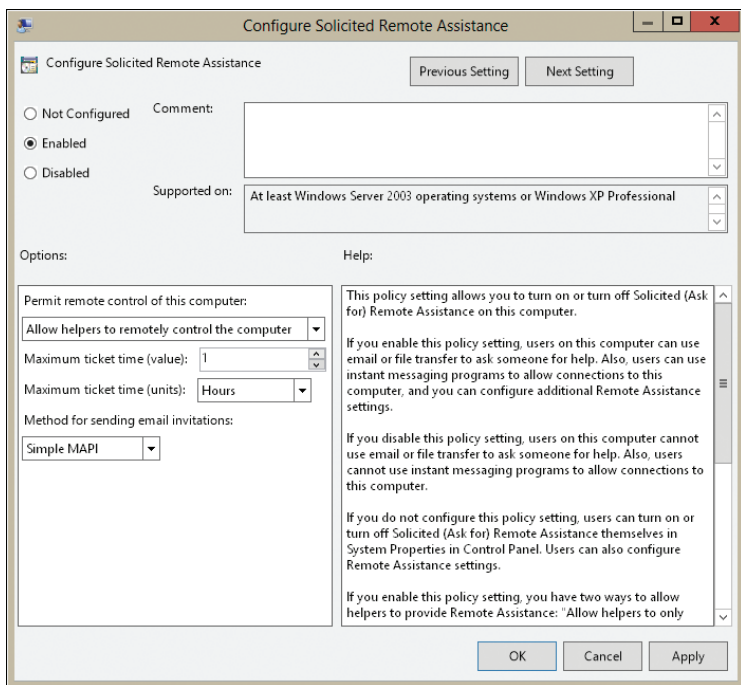 Configure Solicited Remote Assistance
Configure Solicited Remote Assistance
Previous Setting
Next Setting
Not Configured
Enabled
Disabled
Comment:
Supported on:
At least Windows Server 2003 operating systems or Windows XP Professional
Options:
Help:
Permit remote control of this computer:
Allow helpers to remotely control the computer
Maximum ticket time (value):
1
Maximum ticket time (units):
Hours
Method for sending email invitations:
Simple MAPI
This policy setting allows you to turn on or turn off Solicited (Ask
for) Remote Assistance on this computer.
If you enable this policy setting, users on this computer can use
email or file transfer to ask someone for help. Also, users can use
instant messaging programs to allow connections to this
computer, and you can configure additional Remote Assistance
settings.
If you disable this policy setting, users on this computer cannot
use email or file transfer to ask someone for help. Also, users
cannot use instant messaging programs to allow connections to
this computer.
If you do not configure this policy setting, users can turn on or
turn off Solicited (Ask for) Remote Assistance themselves in
System Properties in Control Panel. Users can also configure
Remote Assistance settings.
If you enable this policy setting, you have two ways to allow
helpers to provide Remote Assistance: "Allow helpers to only
OK
Cancel
Apply